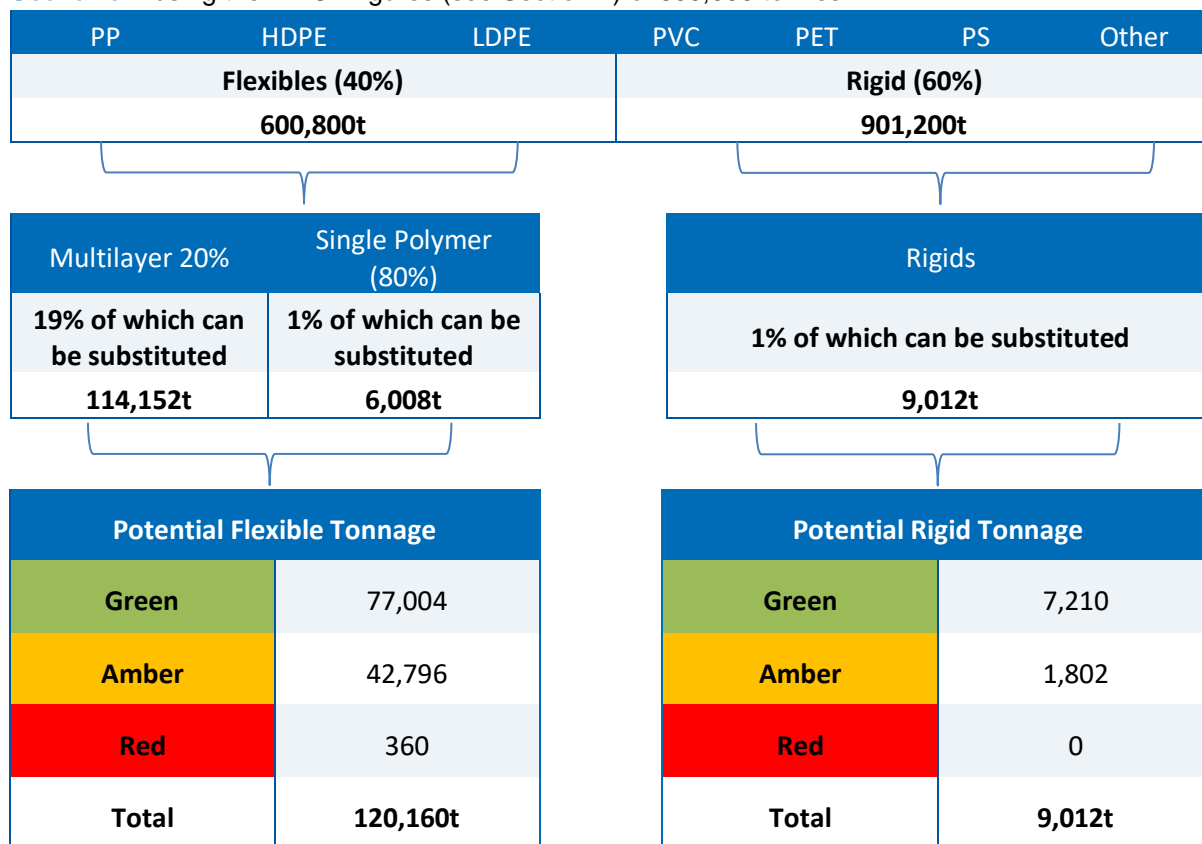 PP HDPE LDPE PVC PET PS Other
Flexibles (40%) Rigid (60%)
600,800t 901,200t
Multilayer 20% Single Polymer (80%) Rigids
19% of which can be substituted 1% of which can be substituted 1% of which can be substituted
114,152t 6,008t 9,012t
Potential Flexible Tonnage
Green 77,004
Amber 42,796
Red 360
Total 120,160t
Potential Rigid Tonnage
Green 7,210
Amber 1,802
Red 0
Total 9,012t